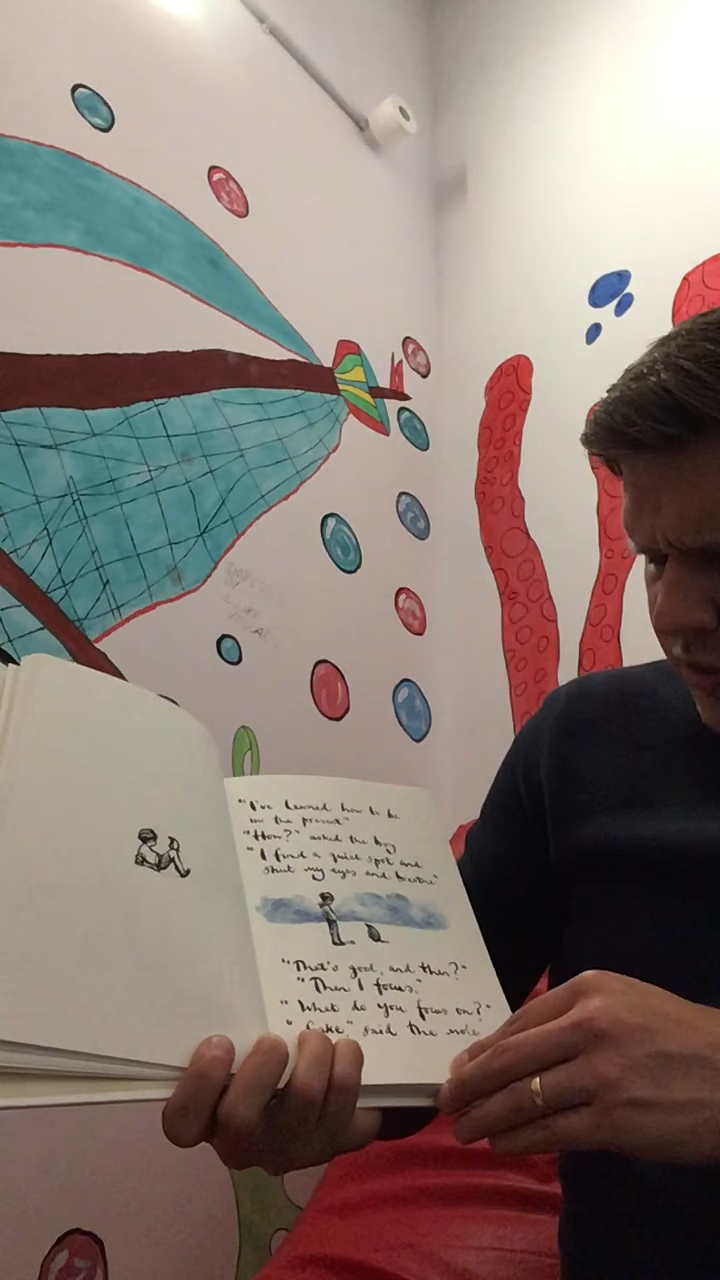 "I've learned how to be
in the present"
"How?" asked the boy
"I find a quiet spot and
shut my eyes and breathe"
"That's good, and then?"
"Then I focus."
"What do you focus on?"
"Cake" said the mole